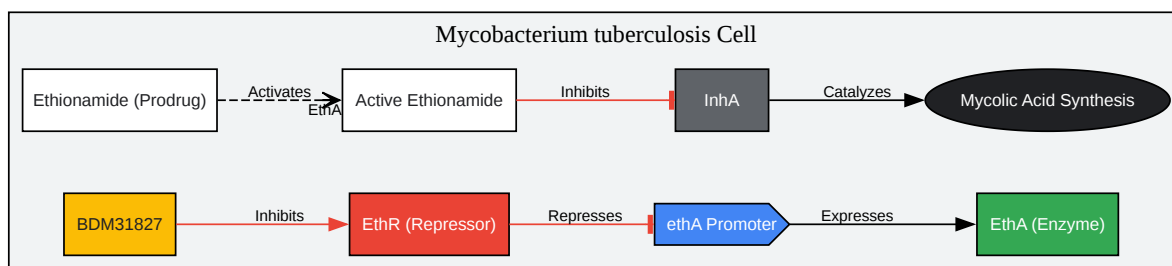 Mycobacterium tuberculosis Cell
Ethionamide (Prodrug)
Activates
EthA
Active Ethionamide
Inhibits
InhA
Catalyzes
Mycolic Acid Synthesis
BDM31827
Inhibits
EthR (Repressor)
Represses
ethA Promoter
Expresses
EthA (Enzyme)